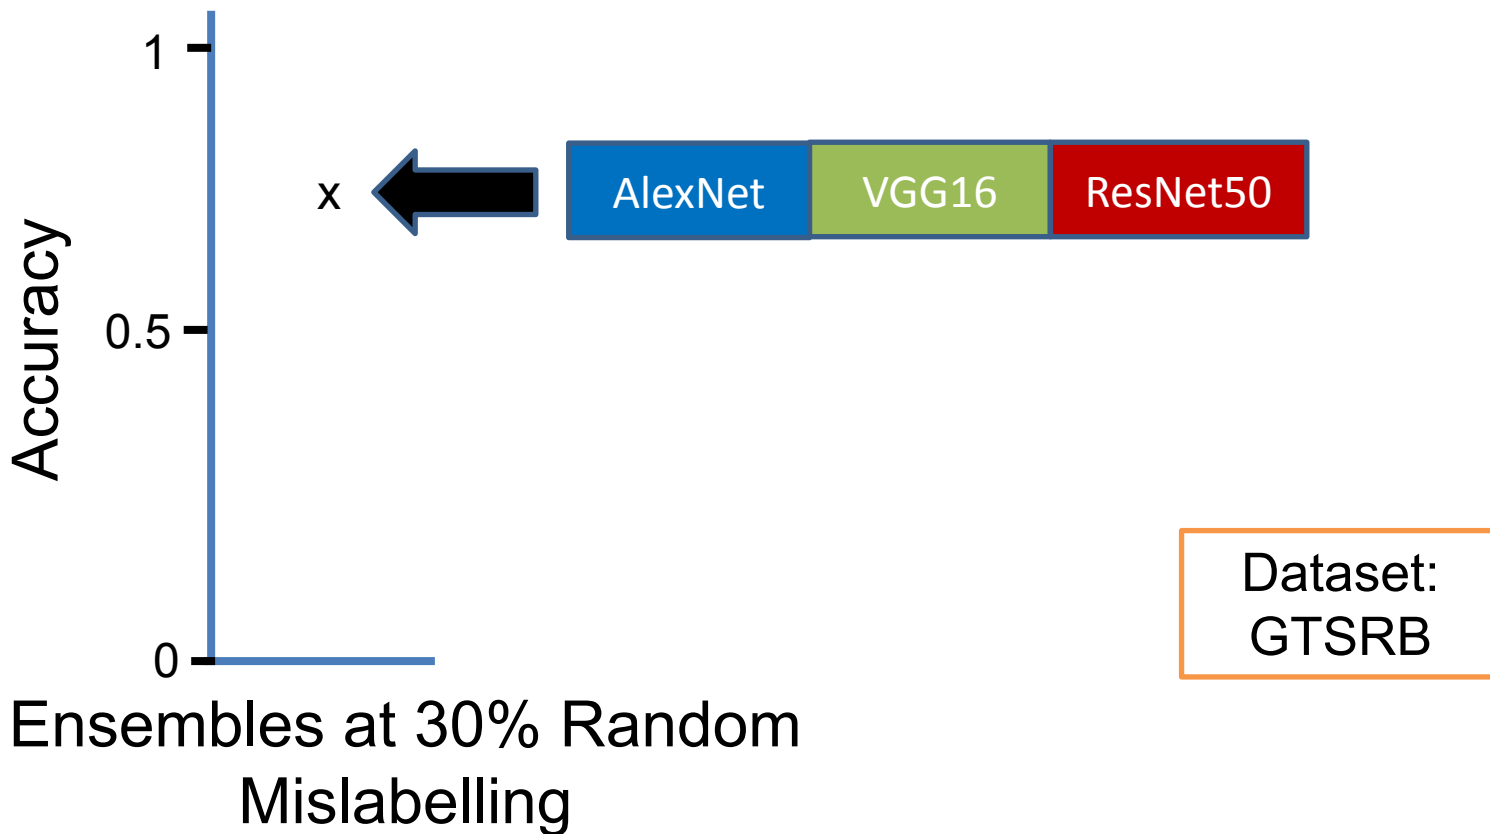 1
x
AlexNet VGG16 ResNet50
Accuracy
0.5
Dataset:
GTSRB
0
Ensembles at 30% Random
Mislabelling